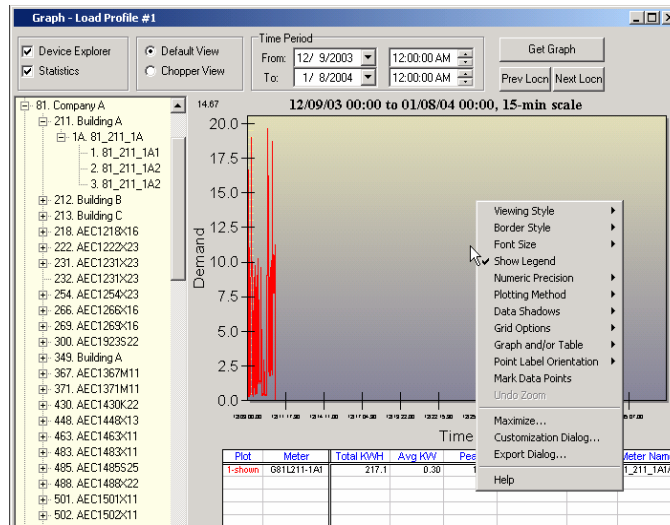 Graph - Load Profile #1
Device Explorer
Statistics
Default View
Chopper View
Time Period
From: 12/ 9/2003 12:00:00 AM
To: 1/ 8/2004 12:00:00 AM
Get Graph
Prev Locn Next Locn
81. Company A
211. Building A
1A. 81_211_1A
1. 81_211_1A1
2. 81_211_1A2
3. 81_211_1A2
212. Building B
213. Building C
218. AEC1218X16
222. AEC1222X23
231. AEC1231X23
232. AEC1231X23
254. AEC1254X23
266. AEC1266X16
269. AEC1269X16
300. AEC1923S22
349. Building A
367. AEC1367M11
371. AEC1371M11
430. AEC1430K22
448. AEC1448X13
463. AEC1463X11
483. AEC1483X11
485. AEC1485S25
488. AEC1488X22
501. AEC1501X11
502. AEC1502X11
14.67
12/09/03 00:00 to 01/08/04 00:00, 15-min scale
Demand
20.0
17.5
15.0
12.5
10.0
7.5
5.0
2.5
0.0
Time
Viewing Style
Border Style
Font Size
Show Legend
Numeric Precision
Plotting Method
Data Shadows
Grid Options
Graph and/or Table
Point Label Orientation
Mark Data Points
Undo Zoom
Maximize...
Customization Dialog...
Export Dialog...
Help
Plot Meter Total KWH Avg KW Pea Meter Nam
1-shown G81L211-1A1 217.1 0.30 1 1_211_1A1/